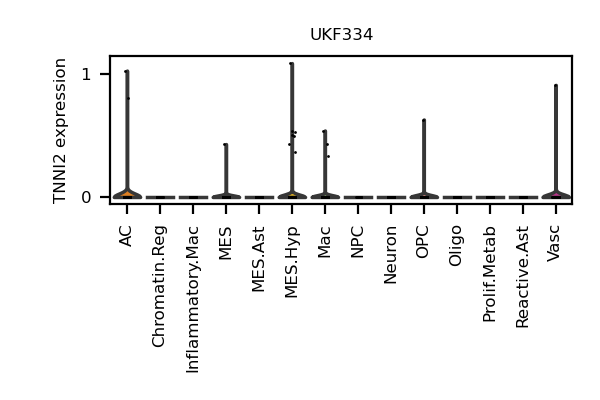 UKF334
TNNI2 expression
1
0
AC
Chromatin.Reg
Inflammatory.Mac
MES
MES.Ast
MES.Hyp
Mac
NPC
Neuron
OPC
Oligo
Prolif.Metab
Reactive.Ast
Vasc